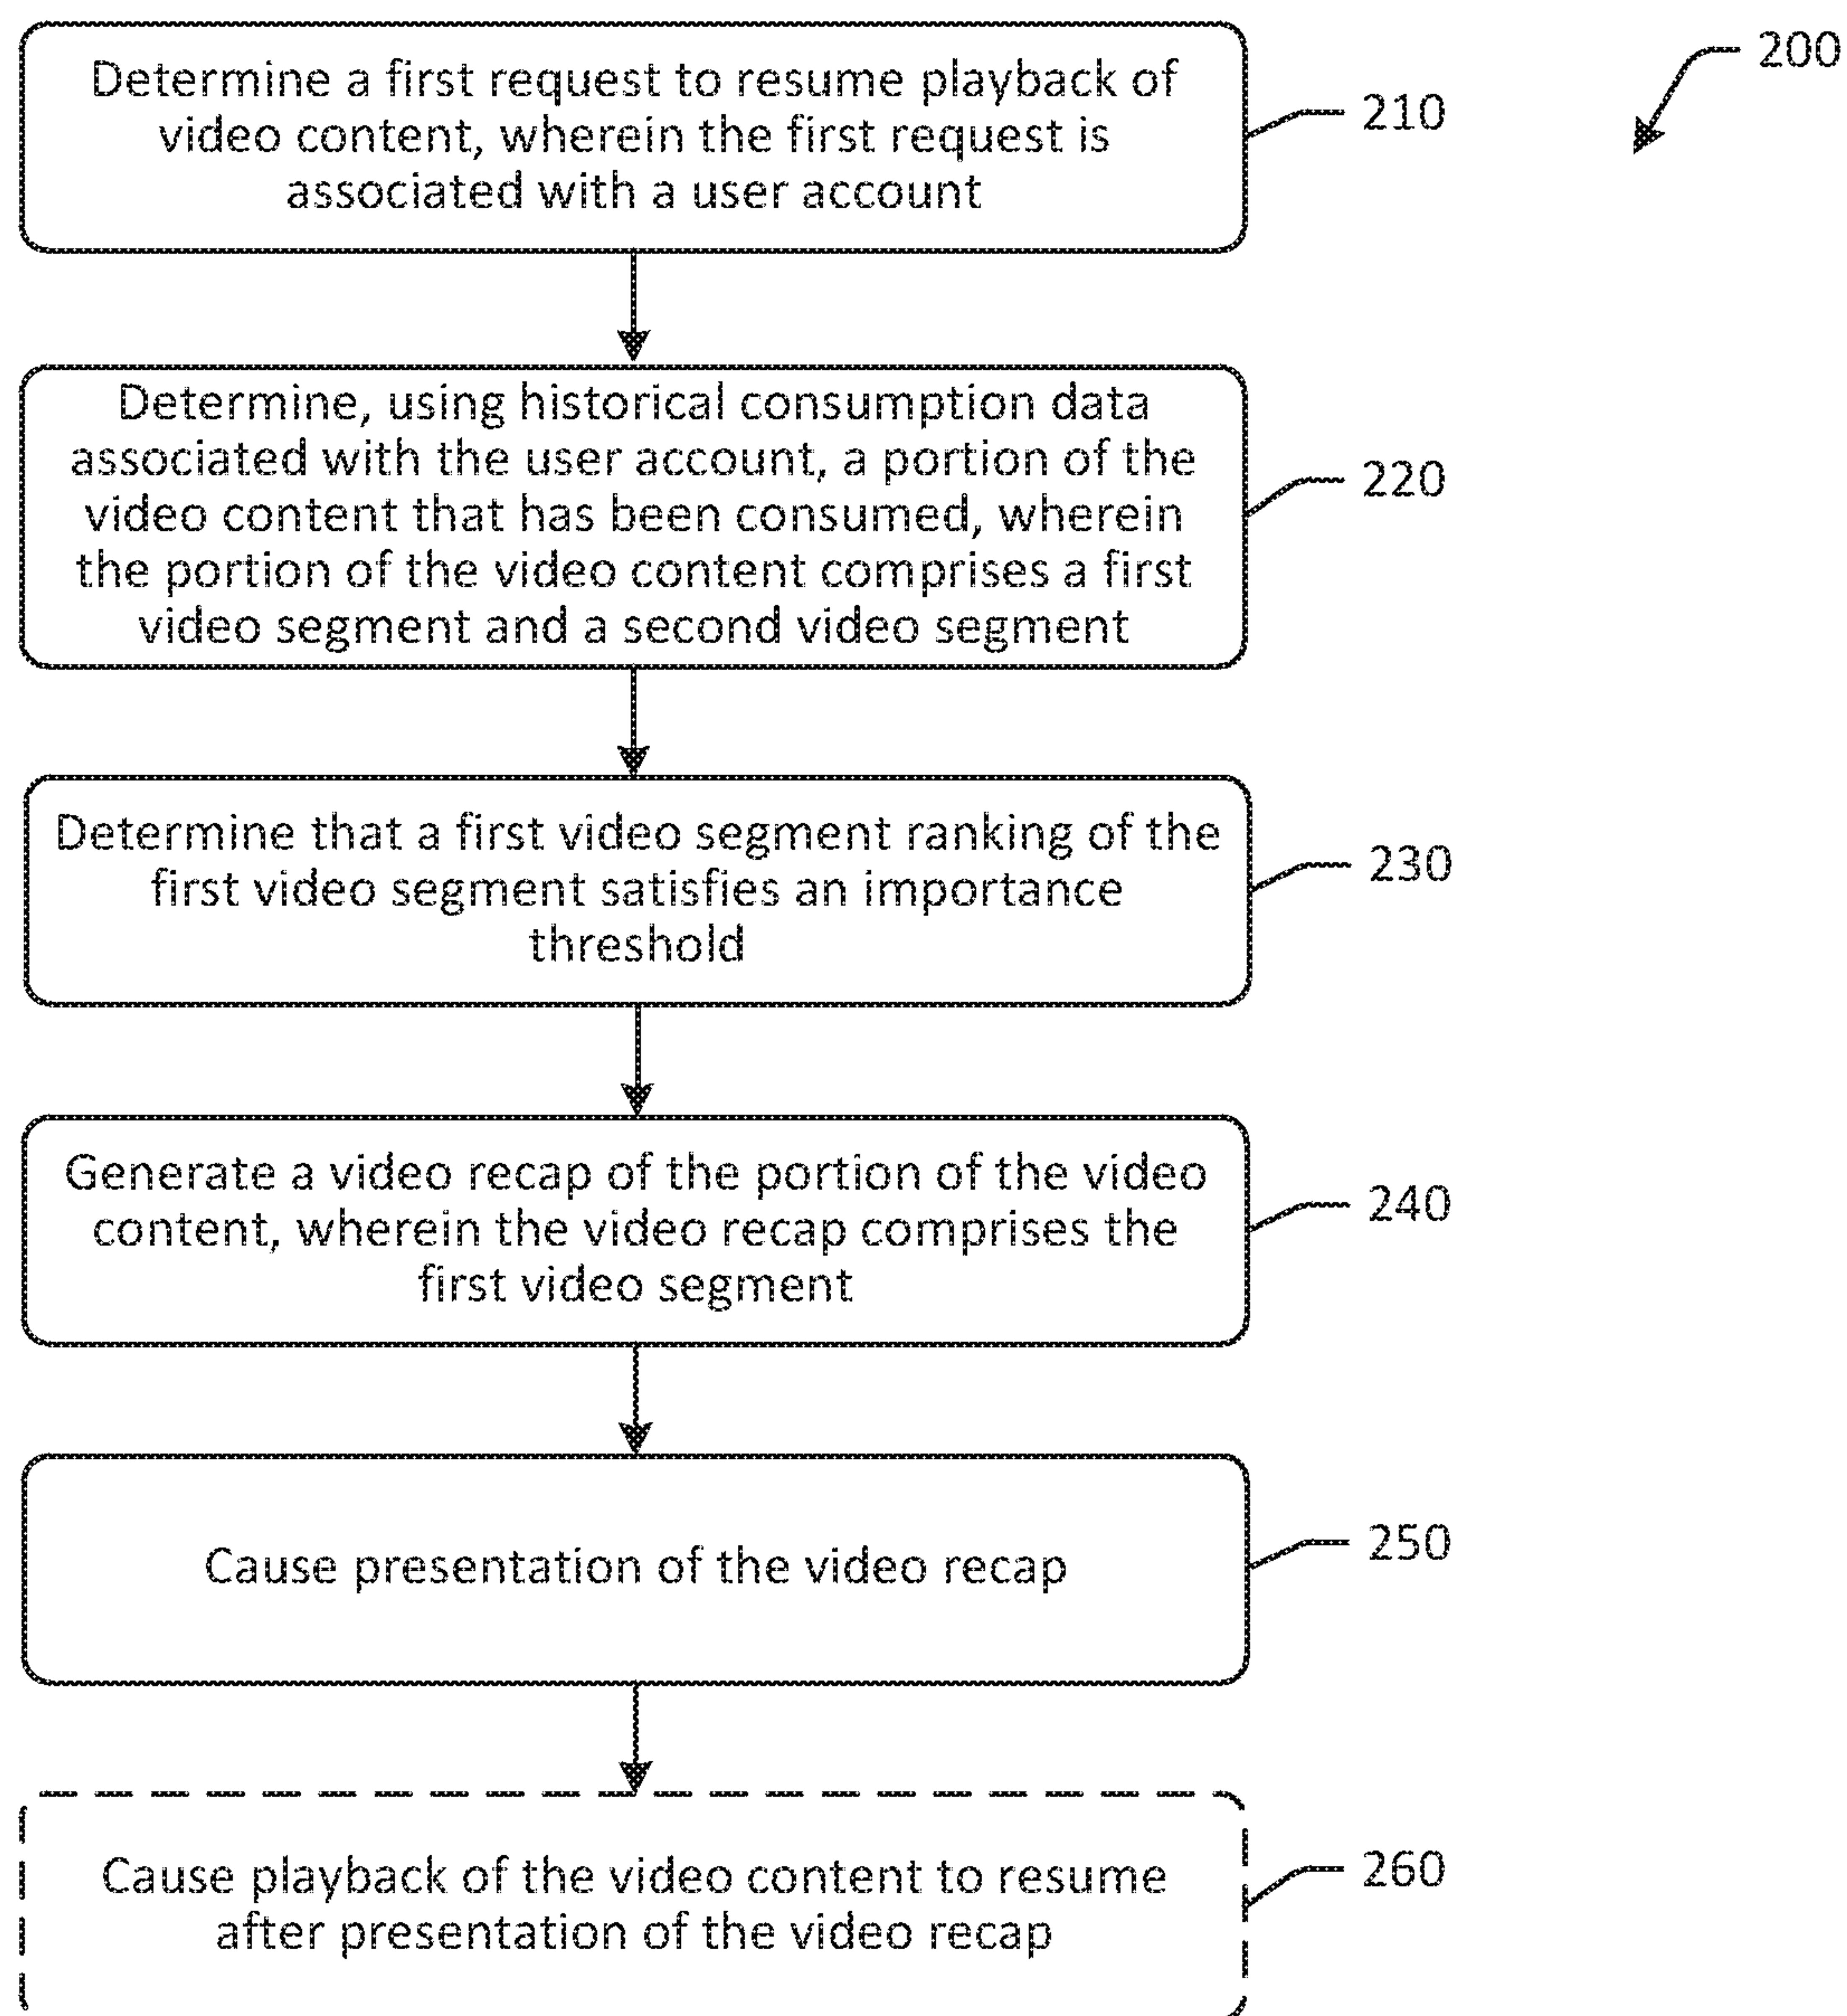 200
Determine a first request to resume playback of
video content, wherein the first request is
associated with a user account
210
Determine, using historical consumption data
associated with the user account, a portion of the
video content that has been consumed, wherein
the portion of the video content comprises a first
video segment and a second video segment
220
Determine that a first video segment ranking of the
first video segment satisfies an importance
threshold
230
Generate a video recap of the portion of the video
content, wherein the video recap comprises the
first video segment
240
Cause presentation of the video recap
250
Cause playback of the video content to resume
after presentation of the video recap
260